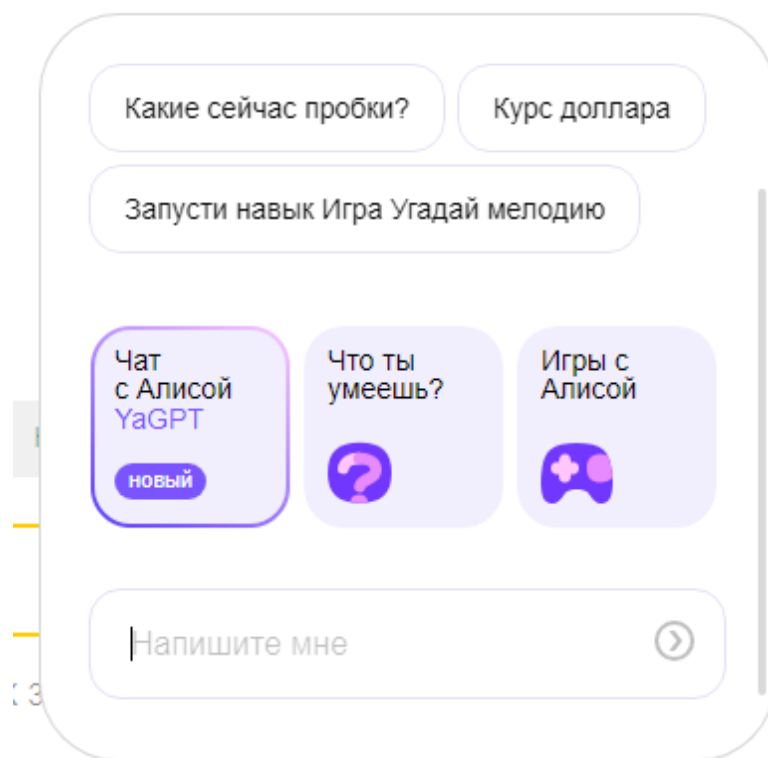 Какие сейчас пробки?
Курс доллара
Запусти навык Игра Угадай мелодию
Чат
с Алисой
YaGPT
новый
Что ты
умеешь?
Игры с
Алисой
Напишите мне